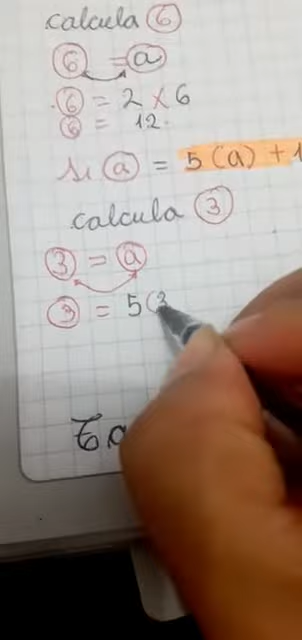 calcula ⑥
⑥ = ⓐ
⑥ = 2 × 6
⑥ = 12.
si ⓐ = 5(a) + 1
calcula ③
③ = ⓐ
③ = 5(3